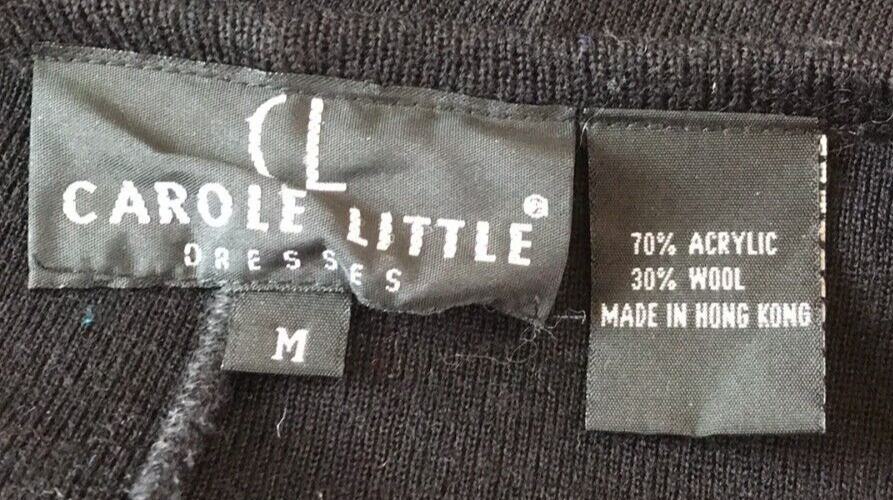 CL
CAROLE LITTLE®
DRESSES
M
70% ACRYLIC
30% WOOL
MADE IN HONG KONG